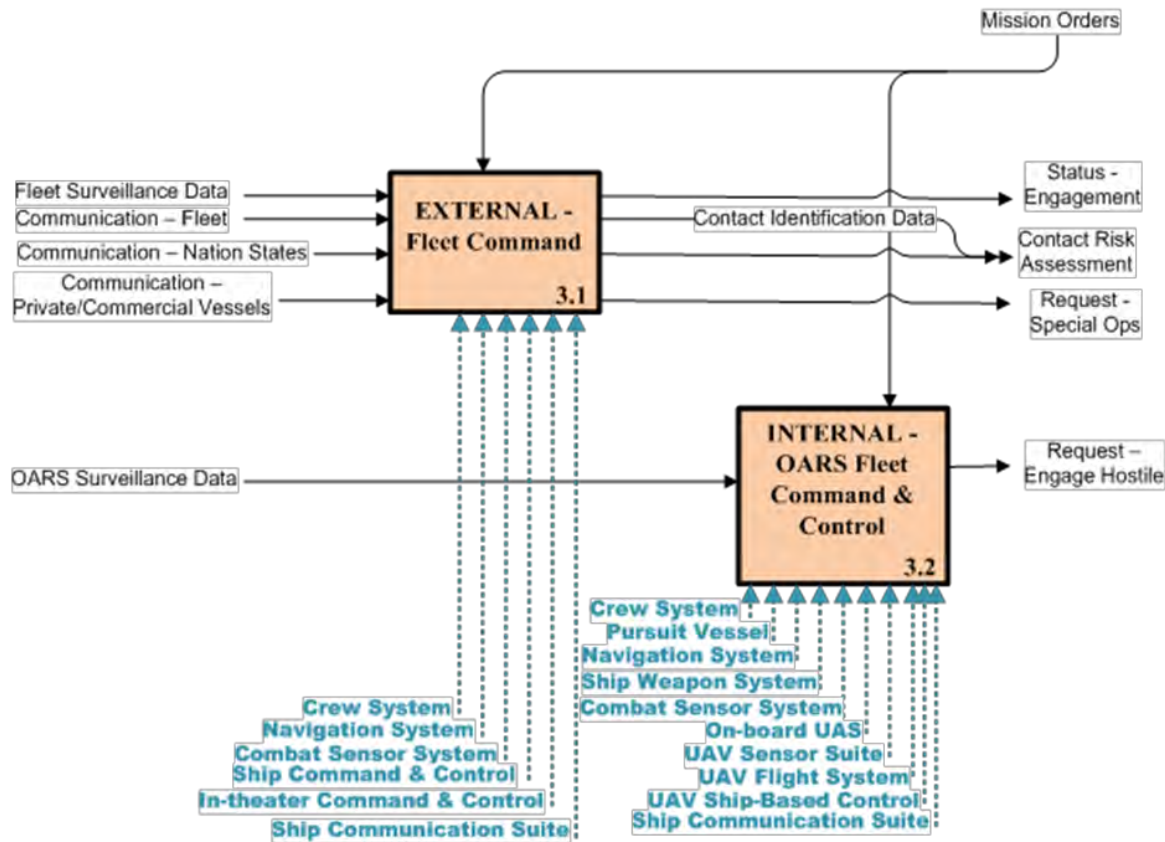 Mission Orders
Fleet Surveillance Data
Communication – Fleet
Communication – Nation States
Communication –
Private/Commercial Vessels
EXTERNAL -
Fleet Command
3.1
Status -
Engagement
Contact Identification Data
Contact Risk
Assessment
Request -
Special Ops
OARS Surveillance Data
INTERNAL -
OARS Fleet
Command &
Control
3.2
Request –
Engage Hostile
Crew System
Navigation System
Combat Sensor System
Ship Command & Control
In-theater Command & Control
Ship Communication Suite
Crew System
Pursuit Vessel
Navigation System
Ship Weapon System
Combat Sensor System
On-board UAS
UAV Sensor Suite
UAV Flight System
UAV Ship-Based Control
Ship Communication Suite